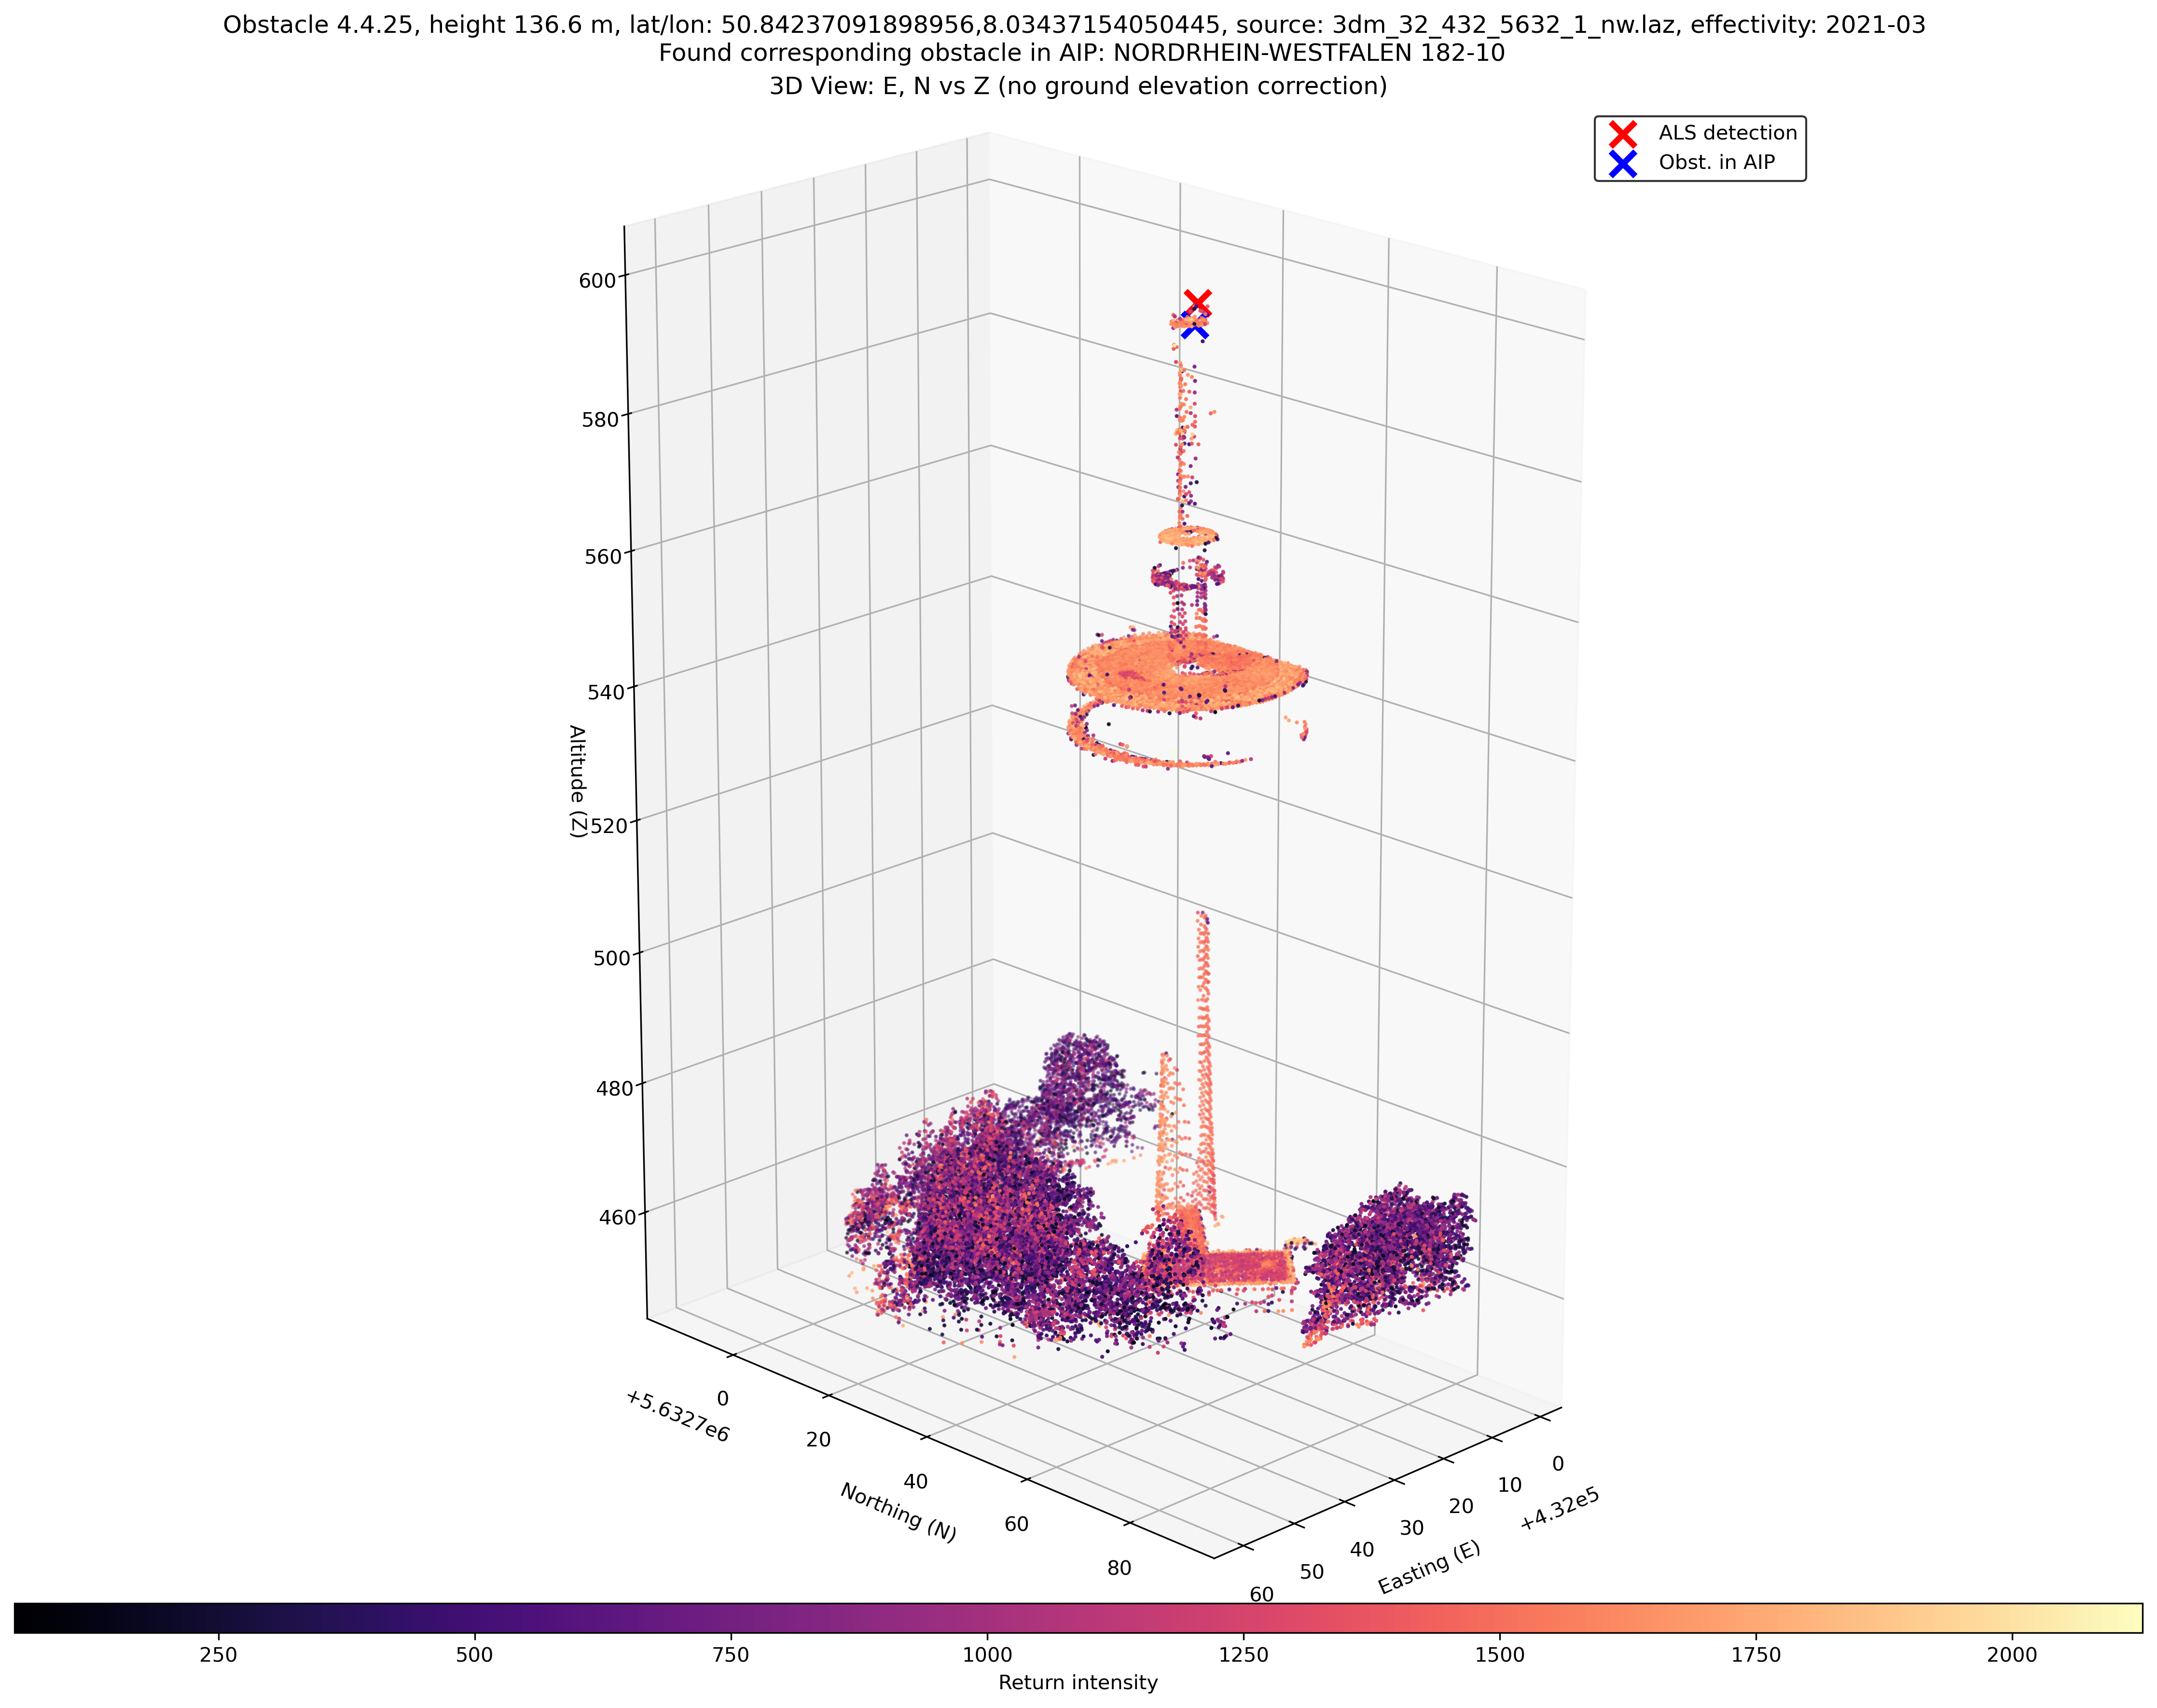 Obstacle 4.4.25, height 136.6 m, lat/lon: 50.84237091898956,8.03437154050445, source: 3dm_32_432_5632_1_nw.laz, effectivity: 2021-03
Found corresponding obstacle in AIP: NORDRHEIN-WESTFALEN 182-10
3D View: E, N vs Z (no ground elevation correction)
ALS detection
Obst. in AIP
600
580
560
540
520
500
480
460
Altitude (Z)
0
20
40
60
80
+5.6327e6
Northing (N)
0
10
20
30
40
50
60
+4.32e5
Easting (E)
250
500
750
1000
1250
1500
1750
2000
Return intensity